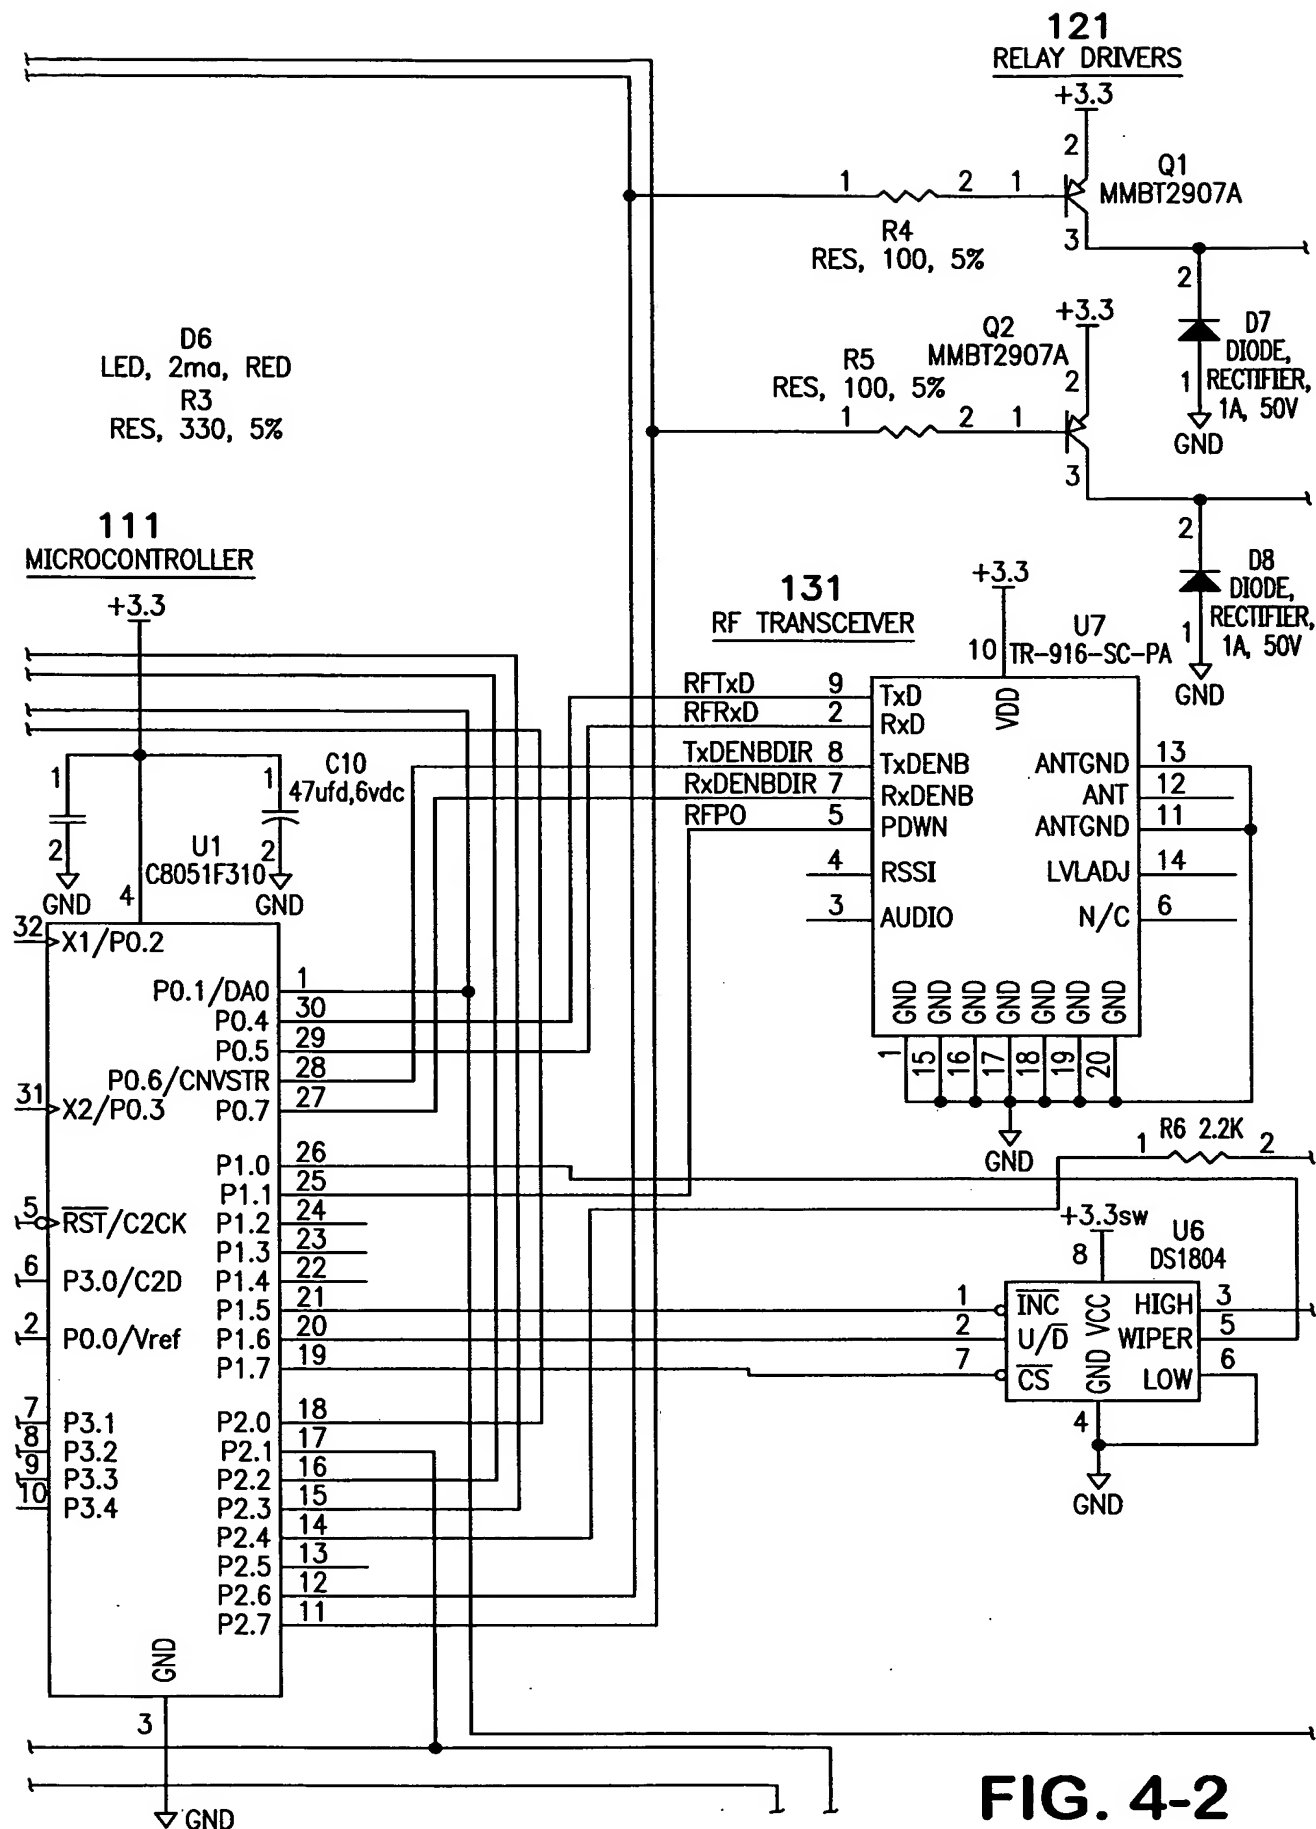 121
RELAY DRIVERS
+3.3
2
1 2 1
Q1
MMBT2907A
3
R4
RES, 100, 5%
2
D7
DIODE,
RECTIFIER,
1A, 50V
1
GND
+3.3
Q2
MMBT2907A
2
R5
RES, 100, 5%
1 2 1
3
2
D8
DIODE,
RECTIFIER,
1A, 50V
1
GND
D6
LED, 2ma, RED
R3
RES, 330, 5%
111
MICROCONTROLLER
+3.3
1
2
GND
1
C10
47ufd,6vdc
2
GND
U1
C8051F310
4
32 X1/P0.2
31 X2/P0.3
5 RST/C2CK
6 P3.0/C2D
2 P0.0/Vref
7 P3.1
8 P3.2
9 P3.3
10 P3.4
P0.1/DA0 1
P0.4 30
P0.5 29
P0.6/CNVSTR 28
P0.7 27
P1.0 26
P1.1 25
P1.2 24
P1.3 23
P1.4 22
P1.5 21
P1.6 20
P1.7 19
P2.0 18
P2.1 17
P2.2 16
P2.3 15
P2.4 14
P2.5 13
P2.6 12
P2.7 11
GND
3
GND
131
RF TRANSCEIVER
+3.3
U7
10 TR-916-SC-PA
VDD
RFTxD 9 TxD
RFRxD 2 RxD
TxDENBDIR 8 TxDENB
RxDENBDIR 7 RxDENB
RFPO 5 PDWN
4 RSSI
3 AUDIO
ANTGND 13
ANT 12
ANTGND 11
LVLADJ 14
N/C 6
GND GND GND GND GND GND GND
1 15 16 17 18 19 20
GND
1 R6 2.2K 2
+3.3sw
8
U6
DS1804
1 INC
2 U/D
7 CS
VCC
GND
HIGH 3
WIPER 5
LOW 6
4
GND
FIG. 4-2